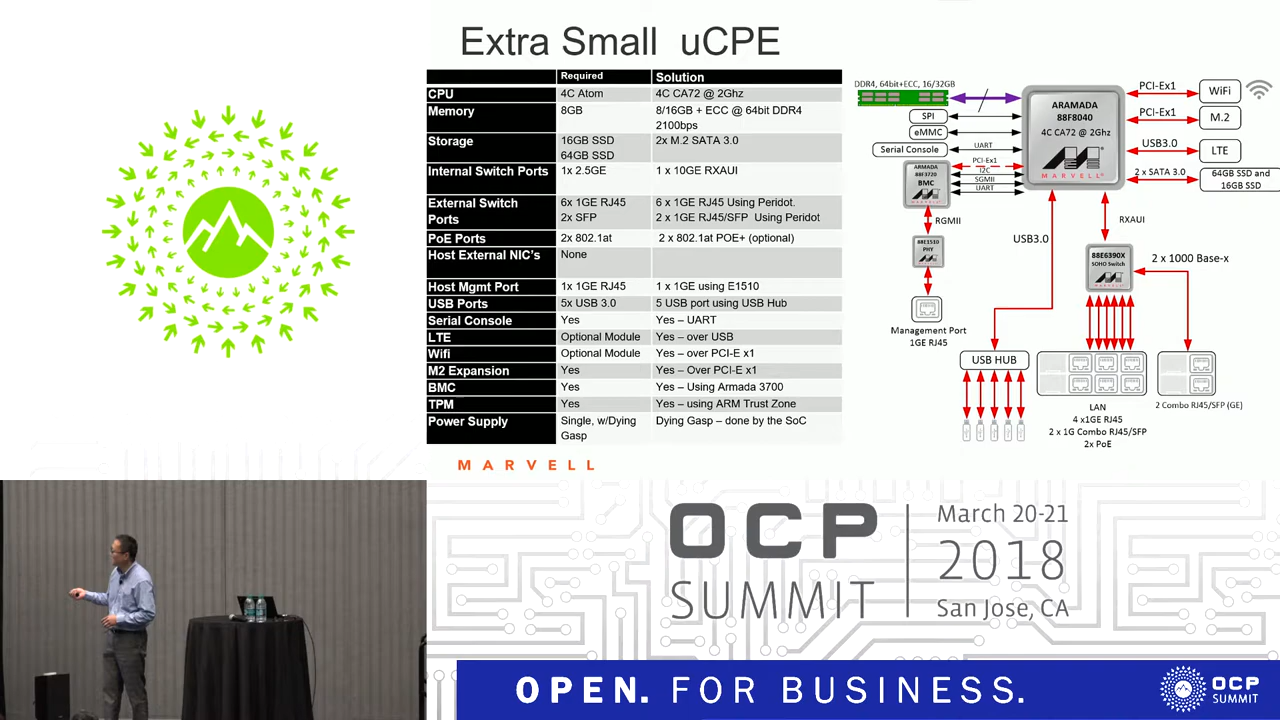 Extra Small uCPE
Required Solution
CPU 4C Atom 4C CA72 @ 2Ghz
Memory 8GB 8/16GB + ECC @ 64bit DDR4
2100bps
Storage 16GB SSD 2x M.2 SATA 3.0
64GB SSD
Internal Switch Ports 1x 2.5GE 1 x 10GE RXAUI
External Switch 6x 1GE RJ45 6 x 1GE RJ45 Using Peridot.
Ports 2x SFP 2 x 1GE RJ45/SFP Using Peridot
PoE Ports 2x 802.1at 2 x 802.1at POE+ (optional)
Host External NIC's None
Host Mgmt Port 1x 1GE RJ45 1 x 1GE using E1510
USB Ports 5x USB 3.0 5 USB port using USB Hub
Serial Console Yes Yes – UART
LTE Optional Module Yes – over USB
Wifi Optional Module Yes – over PCI-E x1
M2 Expansion Yes Yes – Over PCI-E x1
BMC Yes Yes – Using Armada 3700
TPM Yes Yes – using ARM Trust Zone
Power Supply Single, w/Dying Dying Gasp – done by the SoC
Gasp
MARVELL
DDR4, 64bit+ECC, 16/32GB
SPI
eMMC
Serial Console
UART
PCI-Ex1
I2C
SGMII
UART
ARAMADA
88F8040
4C CA72 @ 2Ghz
MARVELL
PCI-Ex1
WiFi
PCI-Ex1
M.2
USB3.0
LTE
2 x SATA 3.0
64GB SSD and
16GB SSD
ARMADA
88F3720
BMC
RGMII
88E1510
PHY
Management Port
1GE RJ45
USB3.0
RXAUI
88E6390X
SOHO Switch
2 x 1000 Base-x
USB HUB
LAN
4 x1GE RJ45
2 x 1G Combo RJ45/SFP
2x PoE
2 Combo RJ45/SFP (GE)
OCP
SUMMIT
March 20-21
2018
San Jose, CA
OPEN. FOR BUSINESS.
OCP
SUMMIT